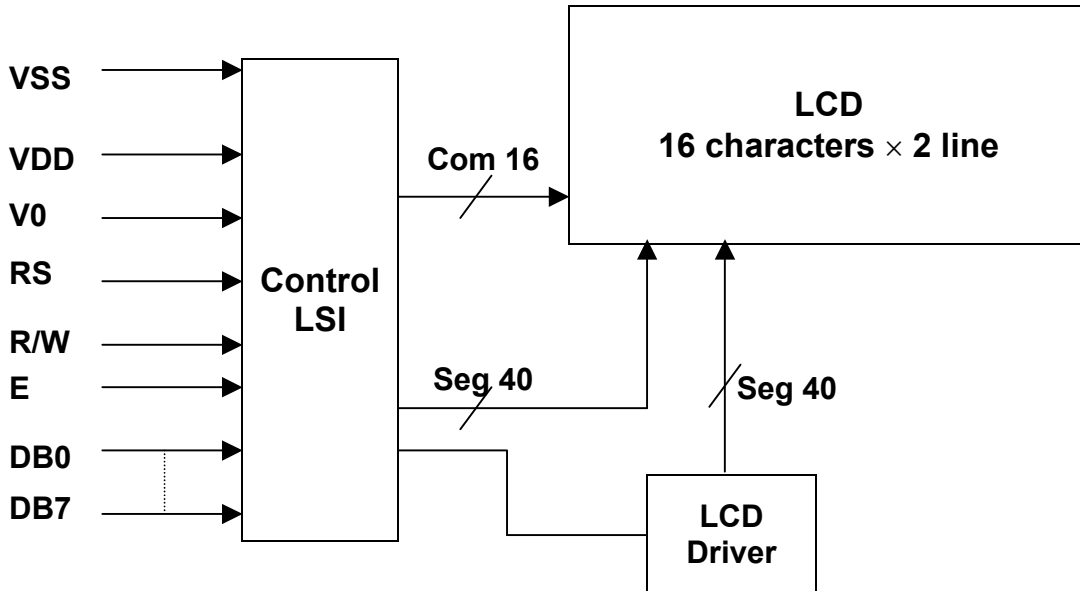 VSS
VDD
V0
RS
R/W
E
DB0
DB7
Control
LSI
Com 16
Seg 40
LCD
16 characters × 2 line
Seg 40
LCD
Driver